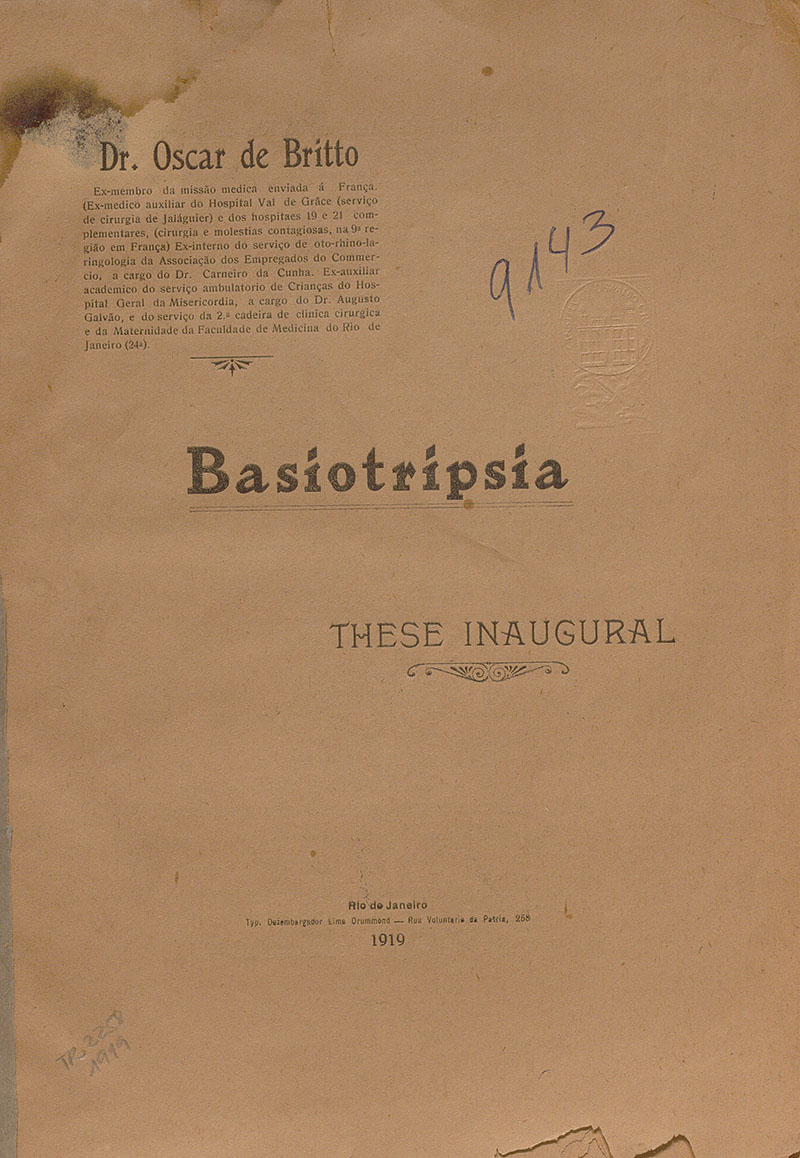 Dr. Oscar de Britto
Ex-membro da missão medica enviada á França.
(Ex-medico auxiliar do Hospital Val de Grâce (serviço
de cirurgia de Jaláguier) e dos hospitaes 19 e 21 com-
plementares, (cirurgia e molestias contagiosas, na 9ª re-
gião em França) Ex-interno do serviço de oto-rhino-la-
ringologia da Associação dos Empregados do Commer-
cio, a cargo do Dr. Carneiro da Cunha. Ex-auxiliar
academico do serviço ambulatorio de Crianças do Hos-
pital Geral da Misericordia, a cargo do Dr. Augusto
Galvão, e do serviço da 2.ª cadeira de clinica cirurgica
e da Maternidade da Faculdade de Medicina do Rio de
Janeiro (24ª).
9143
Basiotripsia
THESE INAUGURAL
Rio de Janeiro
Typ. Dezembargador Lima Drummond — Rua Voluntario da Patria, 258
1919
1919